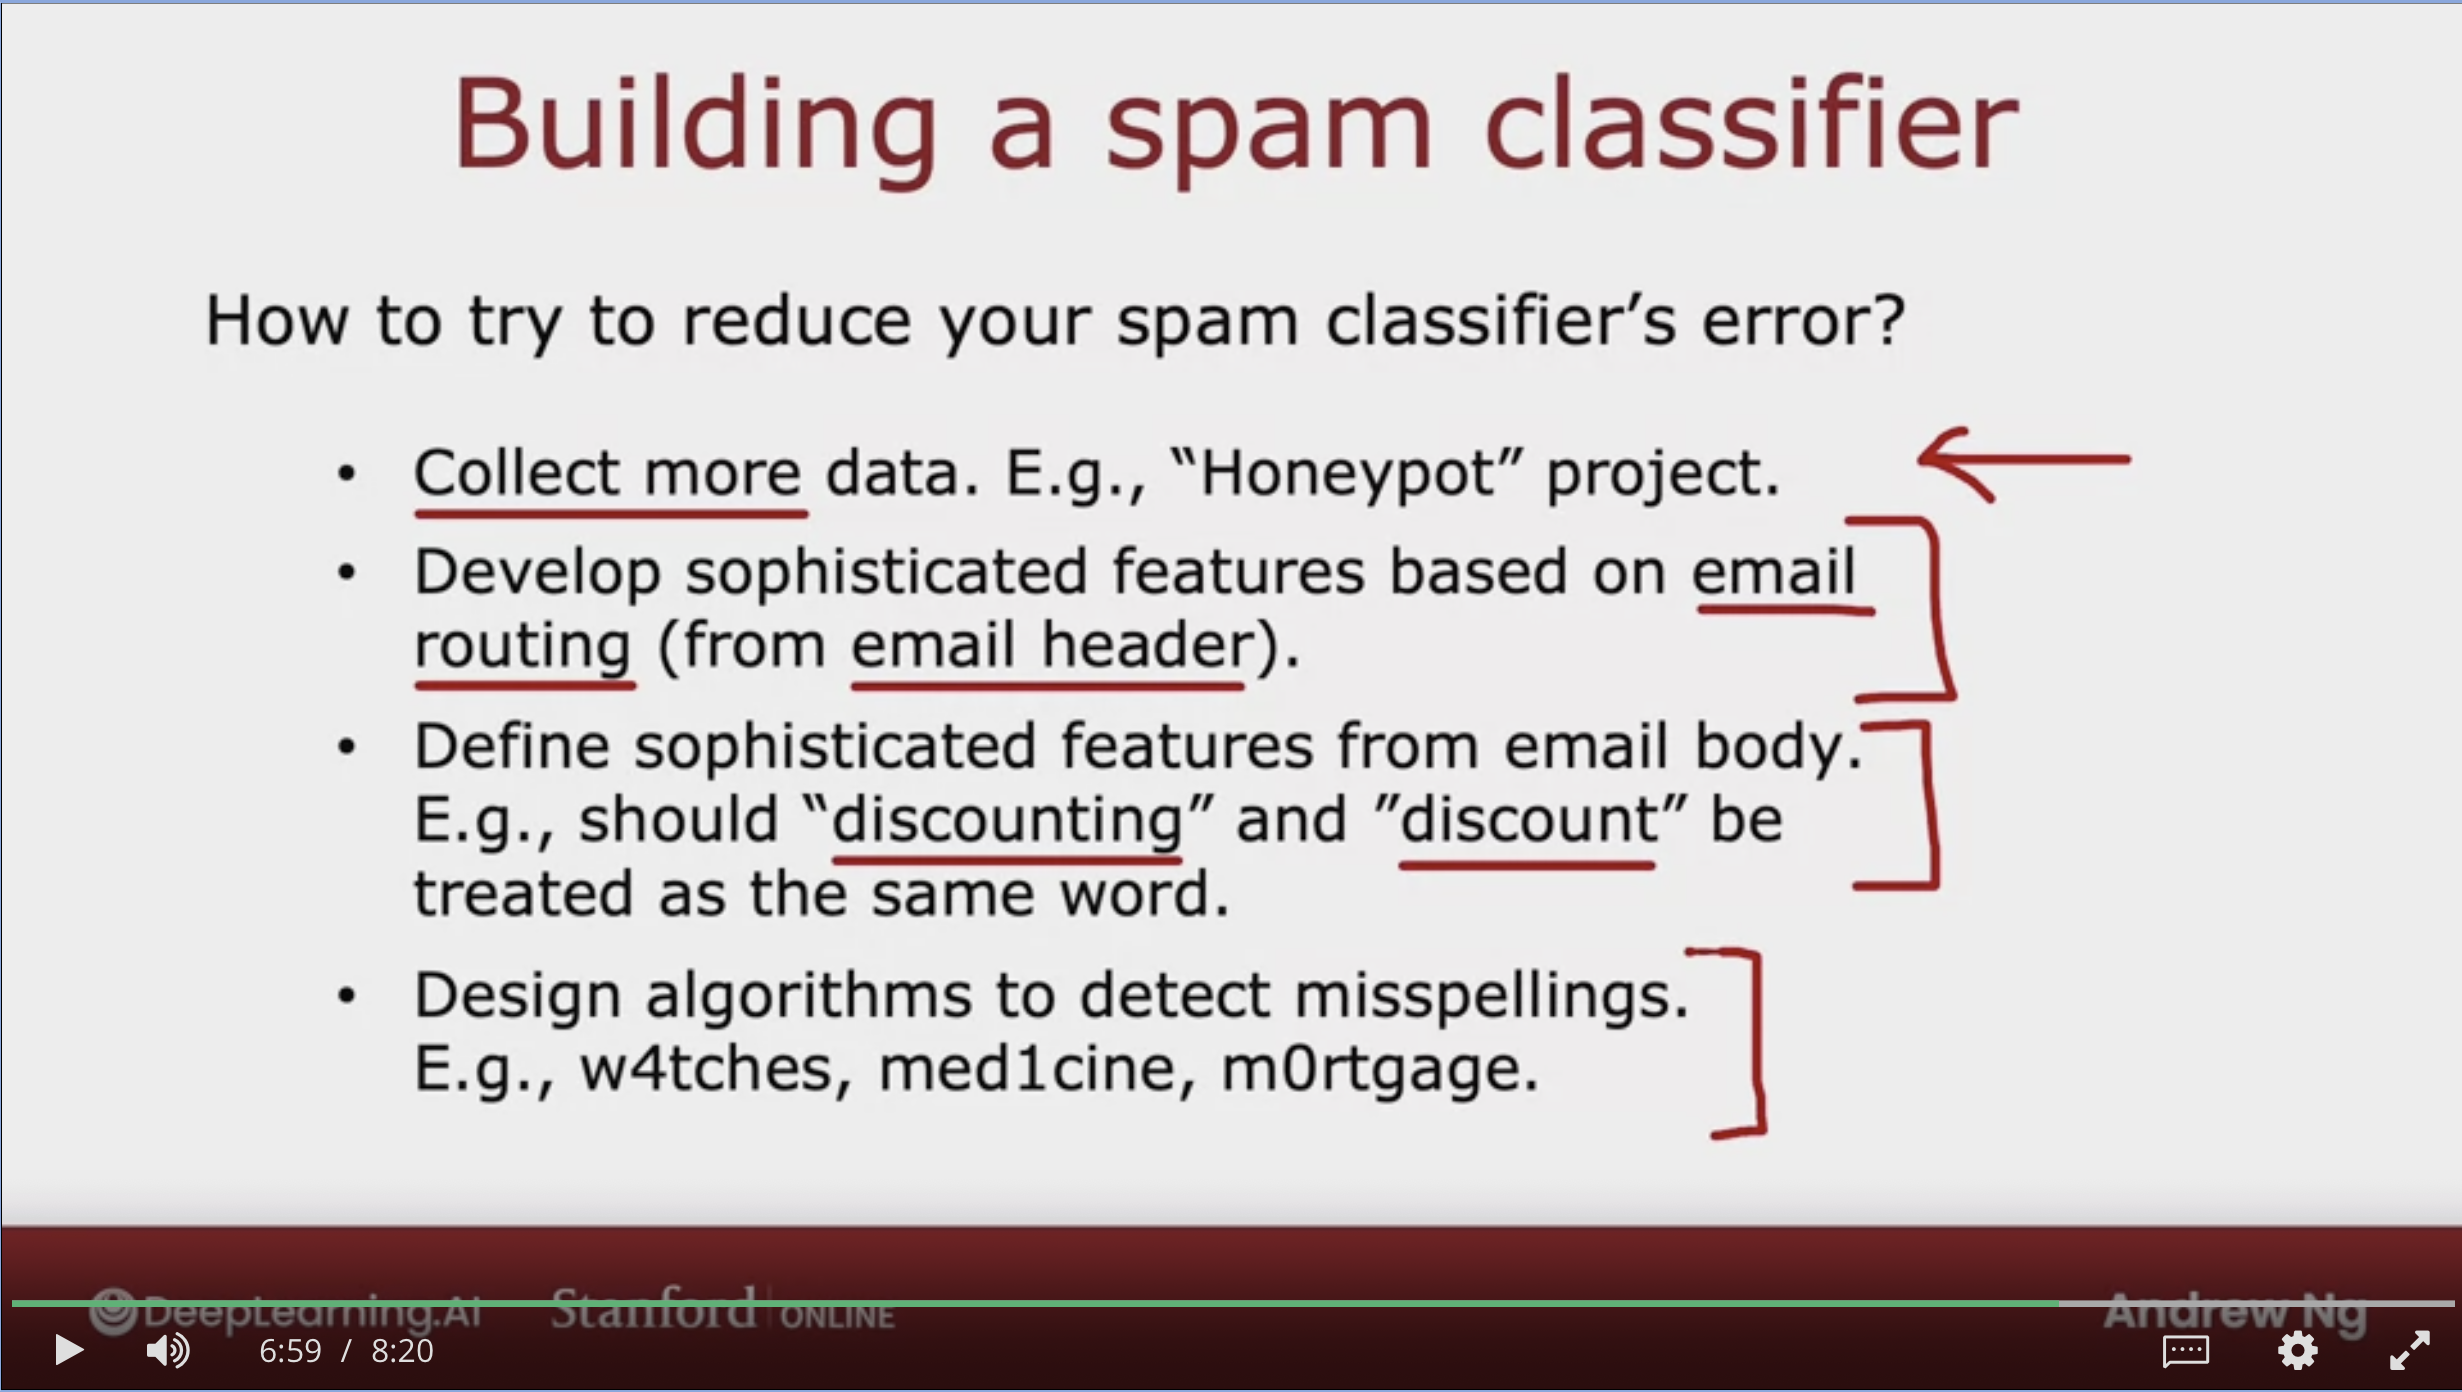 Building a spam classifier
How to try to reduce your spam classifier’s error?
• Collect more data. E.g., “Honeypot” project.
• Develop sophisticated features based on email
routing (from email header).
• Define sophisticated features from email body.
E.g., should “discounting” and ”discount” be
treated as the same word.
• Design algorithms to detect misspellings.
E.g., w4tches, med1cine, m0rtgage.
DeepLearning.AI Stanford | ONLINE Andrew Ng
6:59 / 8:20